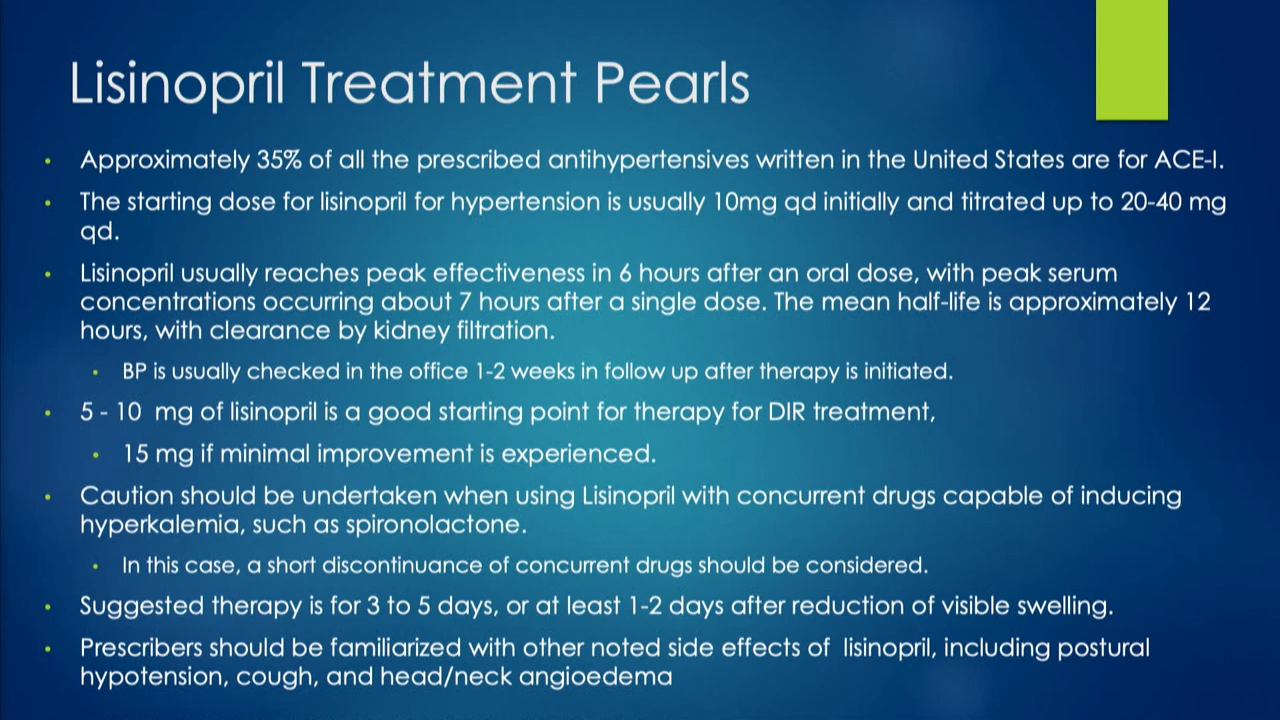 Lisinopril Treatment Pearls
• Approximately 35% of all the prescribed antihypertensives written in the United States are for ACE-I.
• The starting dose for lisinopril for hypertension is usually 10mg qd initially and titrated up to 20-40 mg
qd.
• Lisinopril usually reaches peak effectiveness in 6 hours after an oral dose, with peak serum
concentrations occurring about 7 hours after a single dose. The mean half-life is approximately 12
hours, with clearance by kidney filtration.
• BP is usually checked in the office 1-2 weeks in follow up after therapy is initiated.
• 5 - 10  mg of lisinopril is a good starting point for therapy for DIR treatment,
• 15 mg if minimal improvement is experienced.
• Caution should be undertaken when using Lisinopril with concurrent drugs capable of inducing
hyperkalemia, such as spironolactone.
• In this case, a short discontinuance of concurrent drugs should be considered.
• Suggested therapy is for 3 to 5 days, or at least 1-2 days after reduction of visible swelling.
• Prescribers should be familiarized with other noted side effects of  lisinopril, including postural
hypotension, cough, and head/neck angioedema